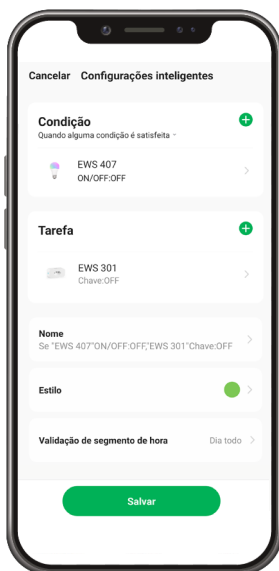 Cancelar Configurações inteligentes
Condição
Quando alguma condição é satisfeita -
EWS 407
ON/OFF:OFF
Tarefa
EWS 301
Chave:OFF
Nome
Se "EWS 407"ON/OFF:OFF,"EWS 301"Chave:OFF
Estilo
Validação de segmento de hora Dia todo
Salvar